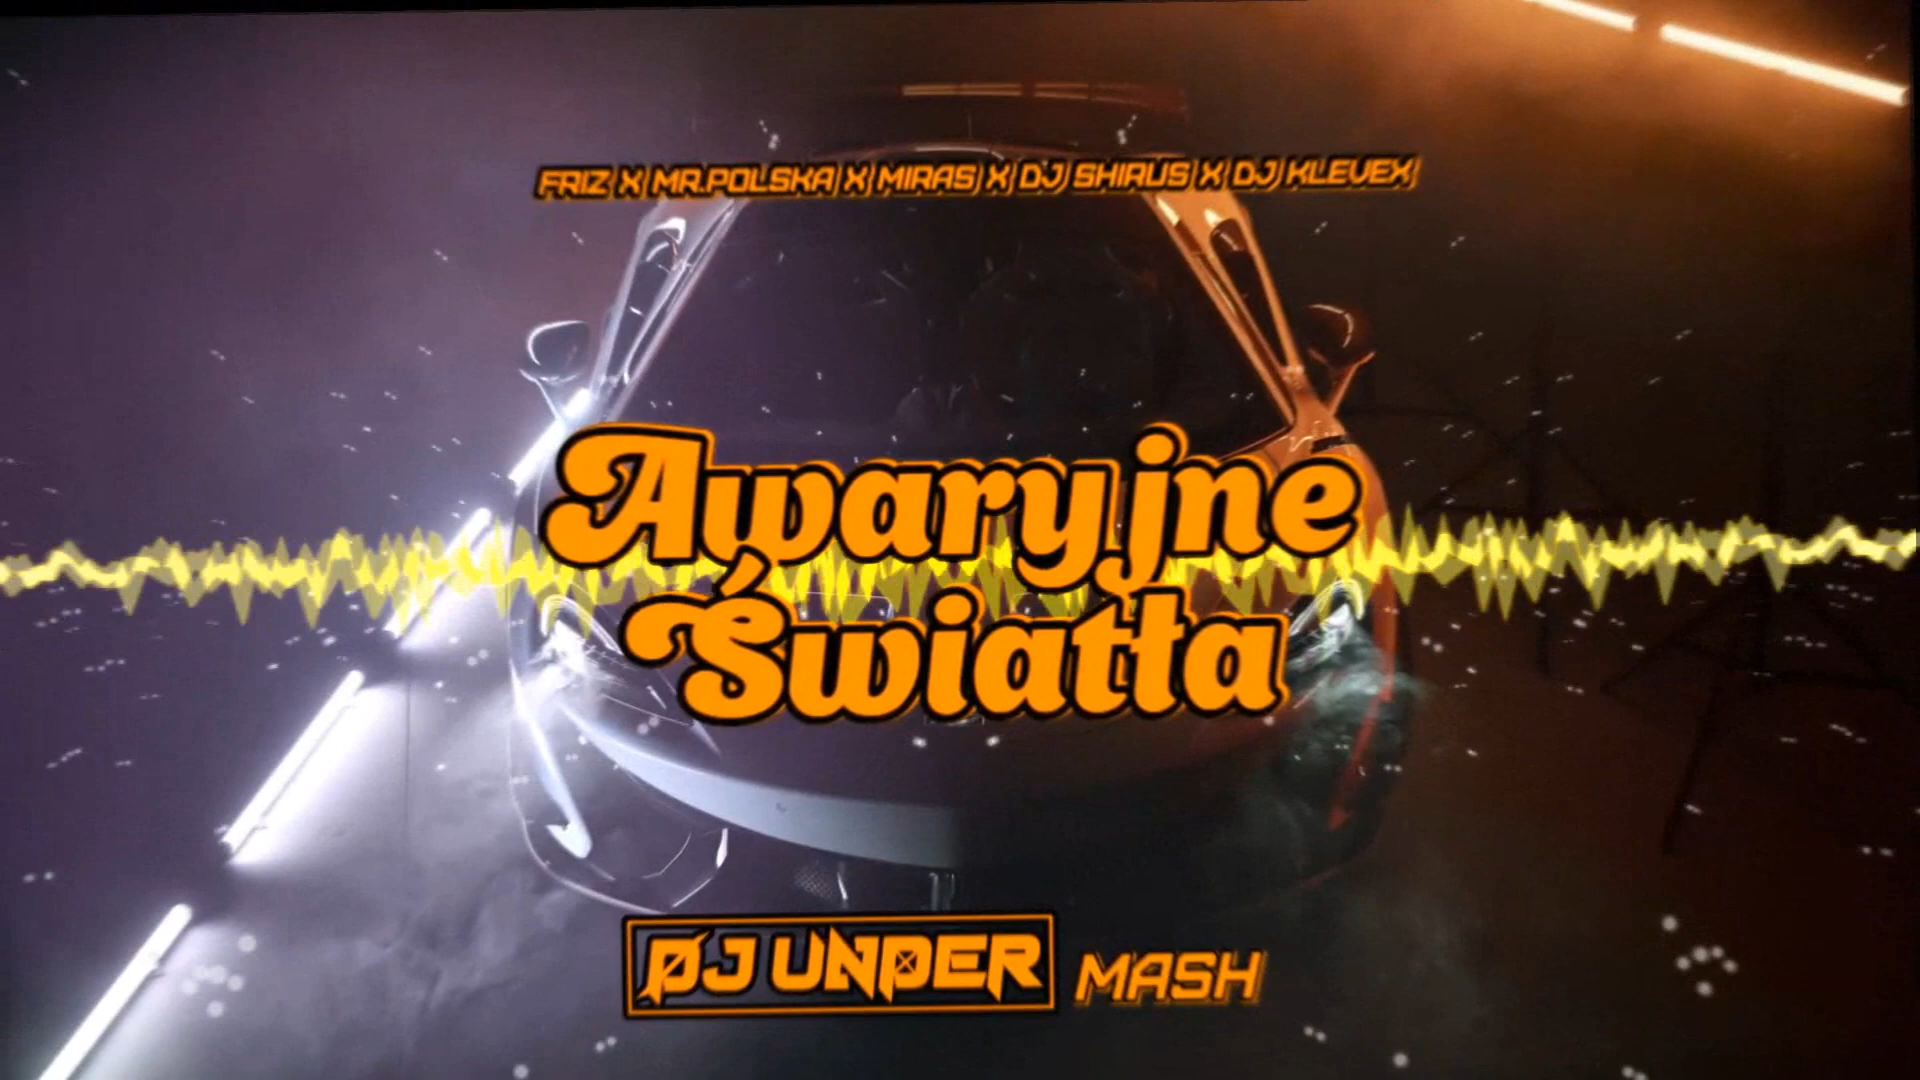 FRIZ X MR.POLSKA X MIRAS X DJ SHIRUS X DJ KLEVEX
Awaryjne
Światła
DJ UNDER MASH